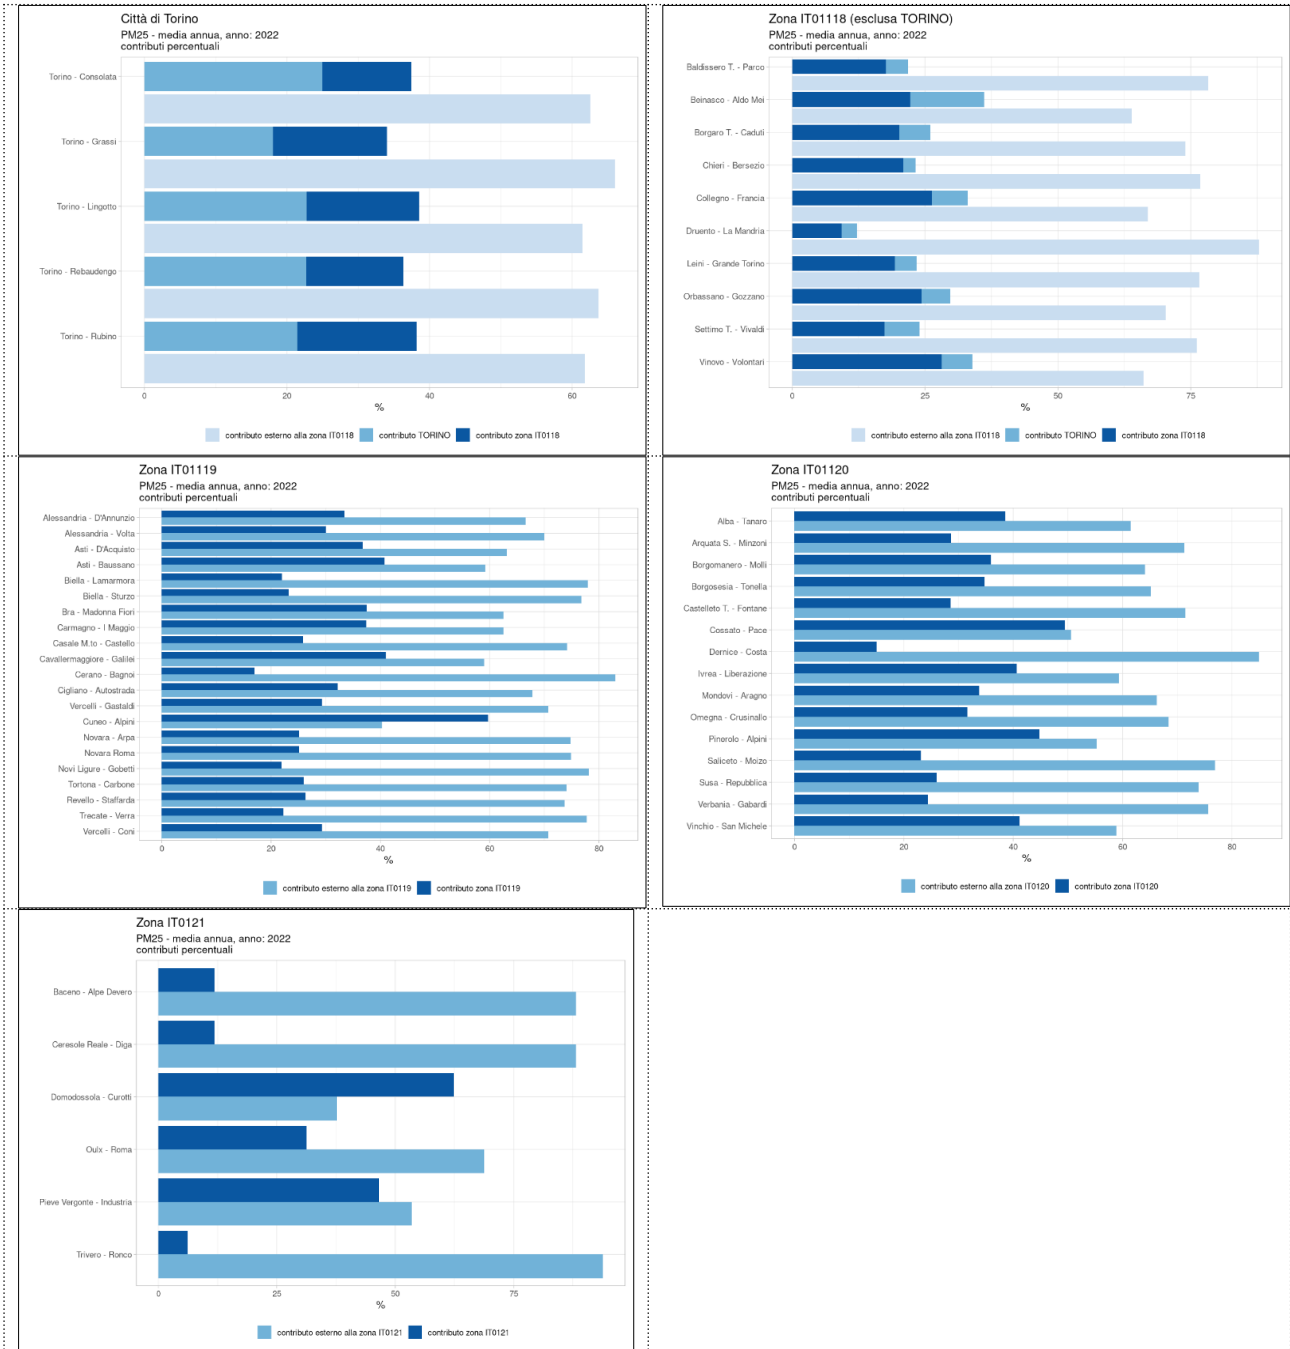 Città di Torino
PM25 - media annua, anno: 2022
contributi percentuali
Torino - Consolata
Torino - Grassi
Torino - Lingotto
Torino - Rebaudengo
Torino - Rubino
0 20 40 60
%
contributo esterno alla zona IT0118 contributo TORINO contributo zona IT0118
Zona IT01118 (esclusa TORINO)
PM25 - media annua, anno: 2022
contributi percentuali
Baldissero T. - Parco
Beinasco - Aldo Mei
Borgaro T. - Caduti
Chieri - Bersezio
Collegno - Francia
Druento - La Mandria
Leini - Grande Torino
Orbassano - Gozzano
Settimo T. - Vivaldi
Vinovo - Volontari
0 25 50 75
%
contributo esterno alla zona IT0118 contributo TORINO contributo zona IT0118
Zona IT01119
PM25 - media annua, anno: 2022
contributi percentuali
Alessandria - D'Annunzio
Alessandria - Volta
Asti - D'Acquisto
Asti - Baussano
Biella - Lamarmora
Biella - Sturzo
Bra - Madonna Fiori
Carmagno - I Maggio
Casale M.to - Castello
Cavallermaggiore - Galilei
Cerano - Bagnoi
Cigliano - Autostrada
Vercelli - Gastaldi
Cuneo - Alpini
Novara - Arpa
Novara Roma
Novi Ligure - Gobetti
Tortona - Carbone
Revello - Staffarda
Trecate - Verra
Vercelli - Coni
0 20 40 60 80
%
contributo esterno alla zona IT0119 contributo zona IT0119
Zona IT01120
PM25 - media annua, anno: 2022
contributi percentuali
Alba - Tanaro
Arquata S. - Minzoni
Borgomanero - Molli
Borgosesia - Tonella
Castelleto T. - Fontane
Cossato - Pace
Dernice - Costa
Ivrea - Liberazione
Mondovi - Aragno
Omegna - Crusinallo
Pinerolo - Alpini
Saliceto - Moizo
Susa - Repubblica
Verbania - Gabardi
Vinchio - San Michele
0 20 40 60 80
%
contributo esterno alla zona IT0120 contributo zona IT0120
Zona IT0121
PM25 - media annua, anno: 2022
contributi percentuali
Baceno - Alpe Devero
Ceresole Reale - Diga
Domodossola - Curotti
Oulx - Roma
Pieve Vergonte - Industria
Trivero - Ronco
0 25 50 75
%
contributo esterno alla zona IT0121 contributo zona IT0121